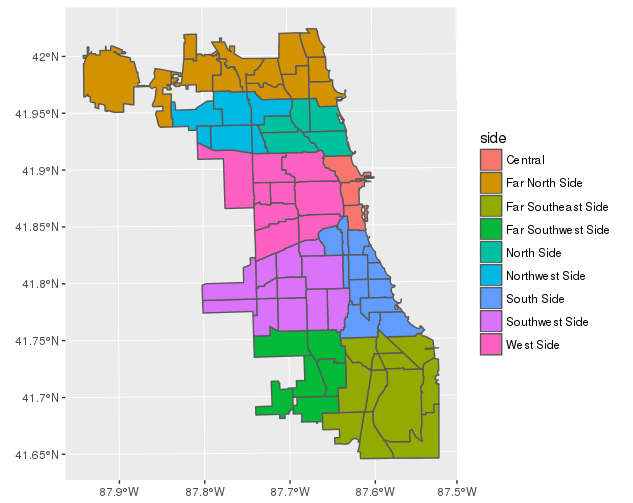 42°N
41.95°N
41.9°N
41.85°N
41.8°N
41.75°N
41.7°N
41.65°N
87.9°W 87.8°W 87.7°W 87.6°W 87.5°W
side
Central
Far North Side
Far Southeast Side
Far Southwest Side
North Side
Northwest Side
South Side
Southwest Side
West Side